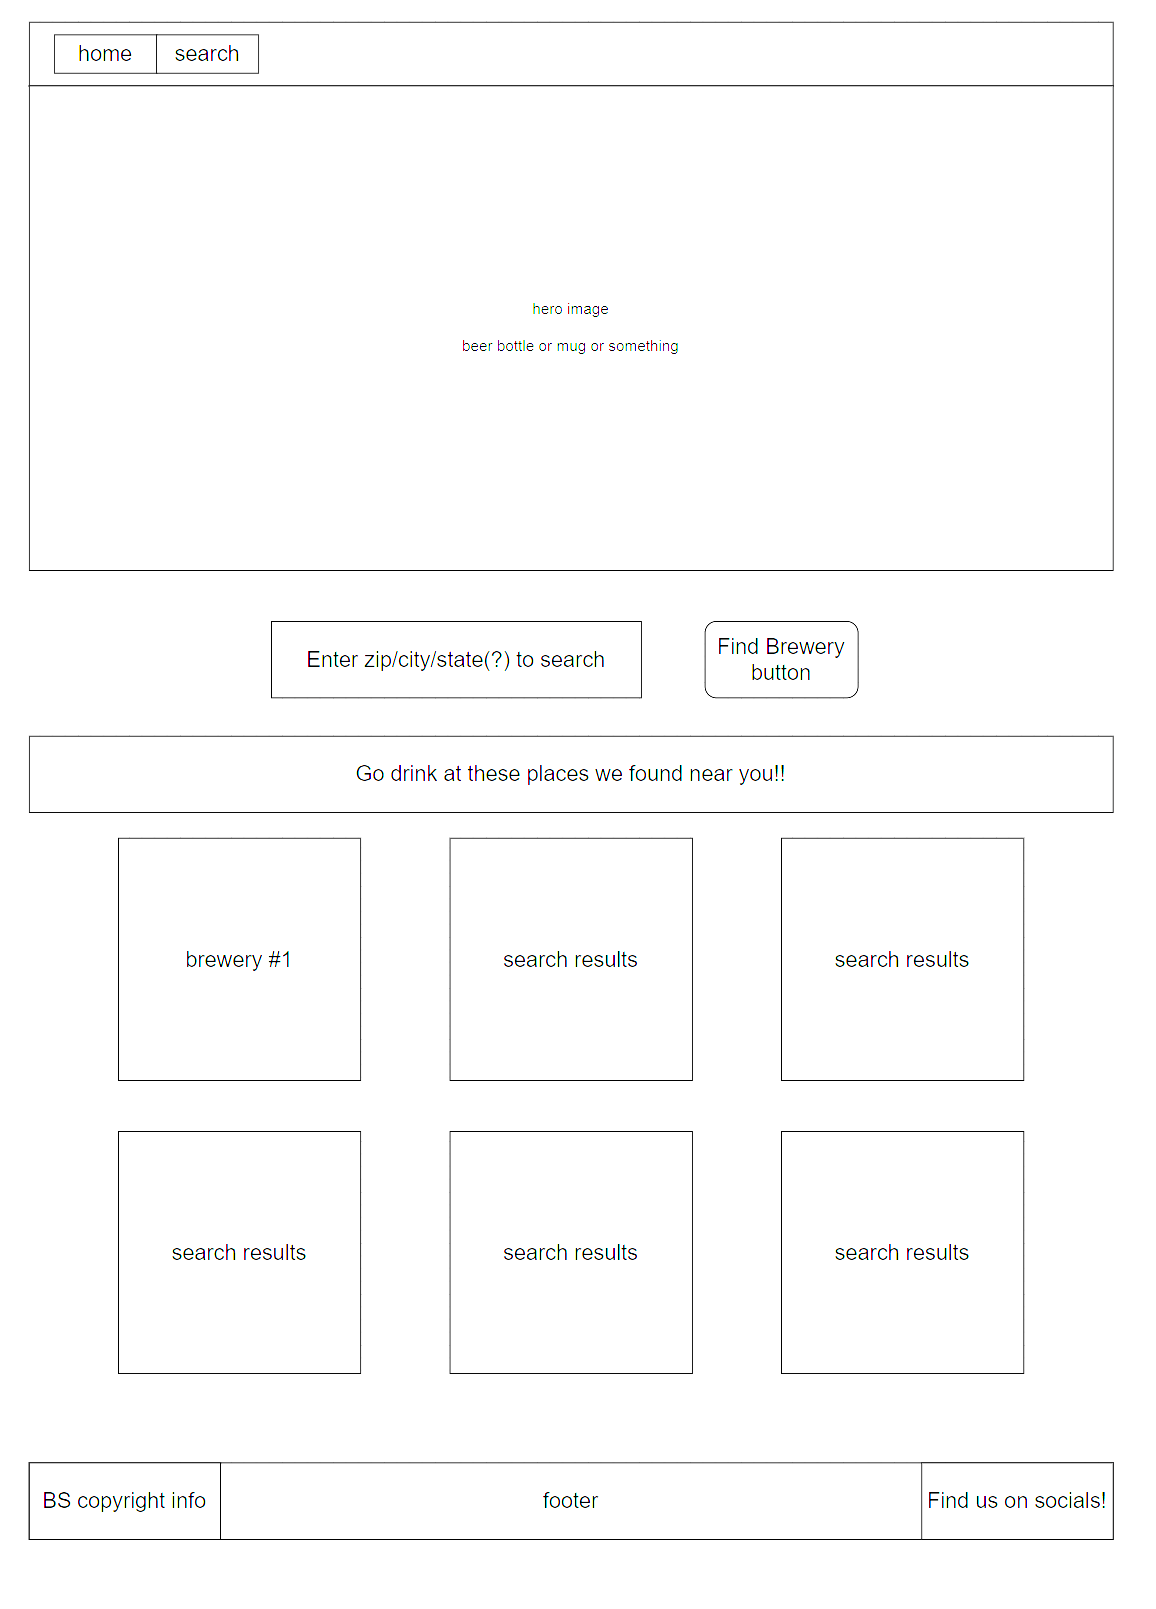 home
search
hero image
beer bottle or mug or something
Enter zip/city/state(?) to search
Find Brewery
button
Go drink at these places we found near you!!
brewery #1
search results
search results
search results
search results
search results
BS copyright info
footer
Find us on socials!